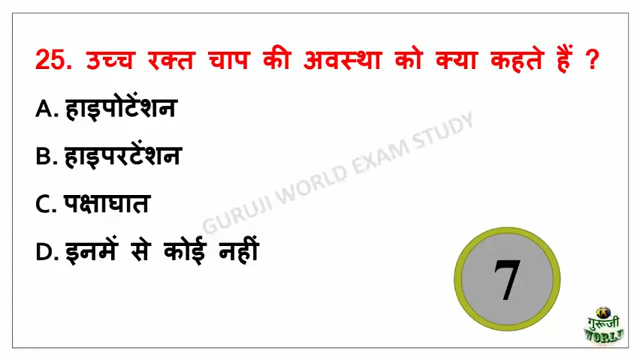 25. उच्च रक्त चाप की अवस्था को क्या कहते हैं ?
A. हाइपोटेंशन
B. हाइपरटेंशन
C. पक्षाघात
D. इनमें से कोई नहीं
GURUJI WORLD EXAM STUDY
7
गुरूजी
WORLD